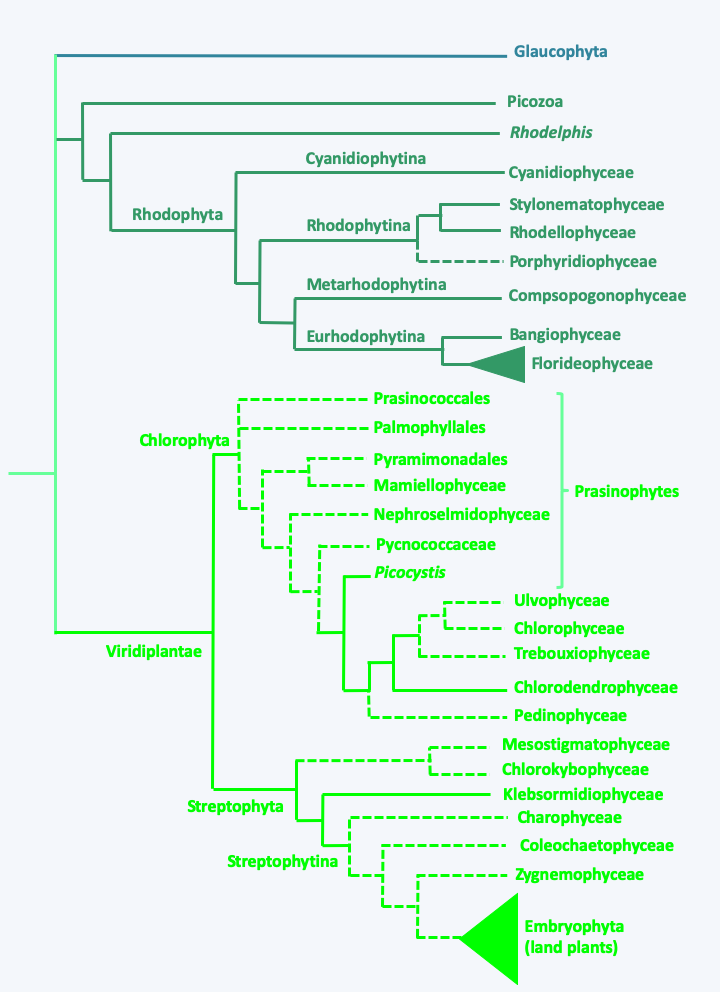 Glaucophyta
Picozoa
Rhodelphis
Cyanidiophytina
Cyanidiophyceae
Rhodophyta
Stylonematophyceae
Rhodophytina
Rhodellophyceae
Porphyridiophyceae
Metarhodophytina
Compsopogonophyceae
Eurhodophytina
Bangiophyceae
Florideophyceae
Prasinococcales
Palmophyllales
Chlorophyta
Pyramimonadales
Mamiellophyceae
Prasinophytes
Nephroselmidophyceae
Pycnococcaceae
Picocystis
Ulvophyceae
Chlorophyceae
Viridiplantae
Trebouxiophyceae
Chlorodendrophyceae
Pedinophyceae
Mesostigmatophyceae
Chlorokybophyceae
Klebsormidiophyceae
Streptophyta
Charophyceae
Coleochaetophyceae
Streptophytina
Zygnemophyceae
Embryophyta
(land plants)